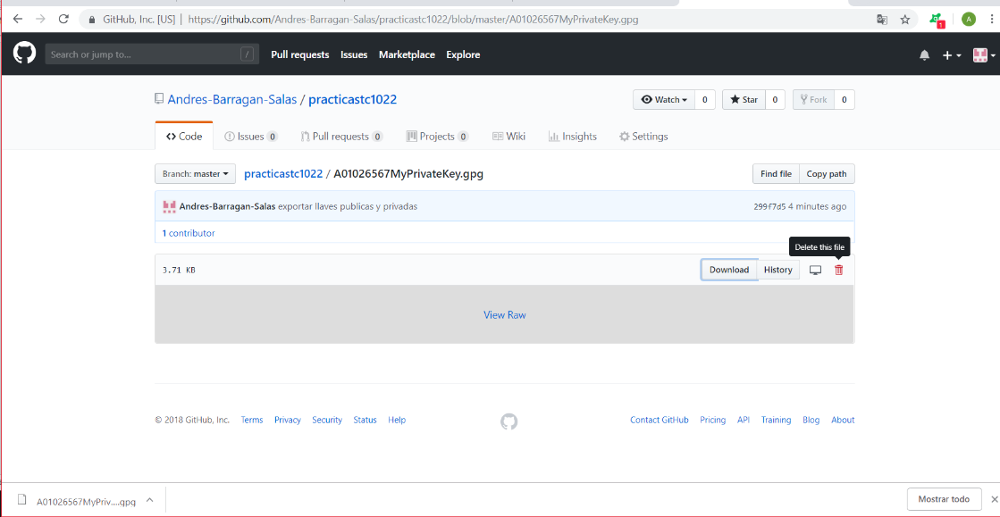 GitHub, Inc. [US] | https://github.com/Andres-Barragan-Salas/practicastc1022/blob/master/A01026567MyPrivateKey.gpg
1
A
Search or jump to...
/
Pull requests Issues Marketplace Explore
Andres-Barragan-Salas / practicastc1022
Watch 0 Star 0 Fork 0
Code Issues 0 Pull requests 0 Projects 0 Wiki Insights Settings
Branch: master practicastc1022 / A01026567MyPrivateKey.gpg Find file Copy path
Andres-Barragan-Salas exportar llaves publicas y privadas 299f7d5 4 minutes ago
1 contributor
Delete this file
3.71 KB Download History
View Raw
© 2018 GitHub, Inc. Terms Privacy Security Status Help Contact GitHub Pricing API Training Blog About
A01026567MyPriv....gpg Mostrar todo